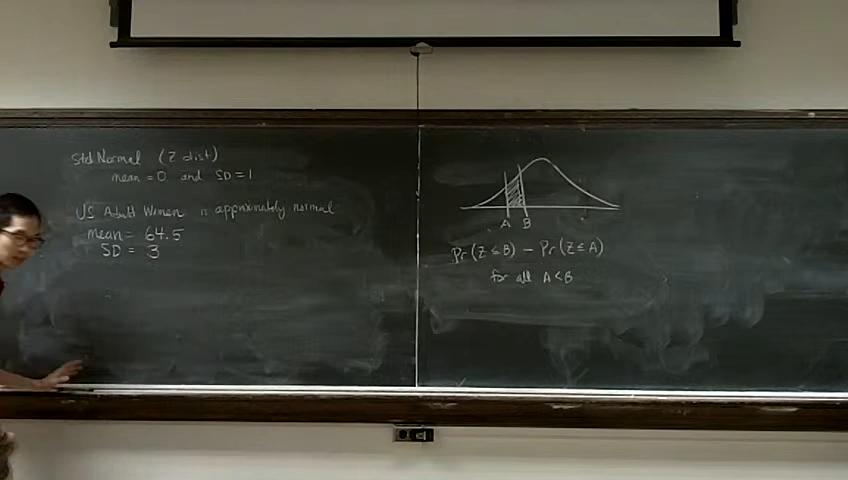 Std Normal (Z dist)
mean = 0 and SD = 1
US Adult Women is approximately normal
mean = 64.5
SD = 3
A B
Pr(Z ≤ B) - Pr(Z ≤ A)
for all A < B